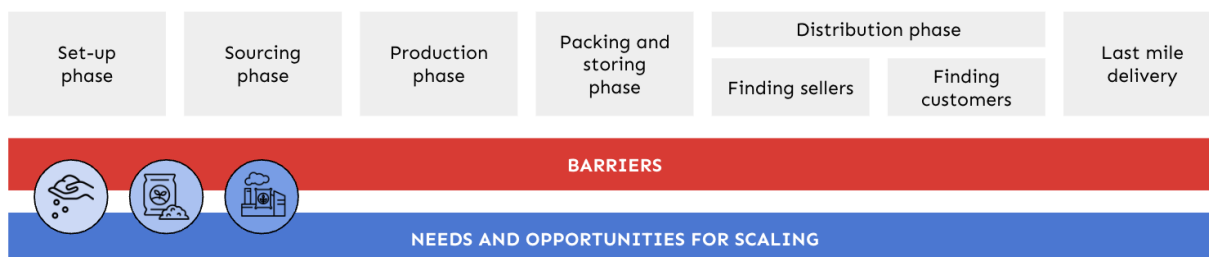 Set-up
phase
Sourcing
phase
Production
phase
Packing and
storing
phase
Distribution phase
Finding sellers
Finding
customers
Last mile
delivery
BARRIERS
NEEDS AND OPPORTUNITIES FOR SCALING